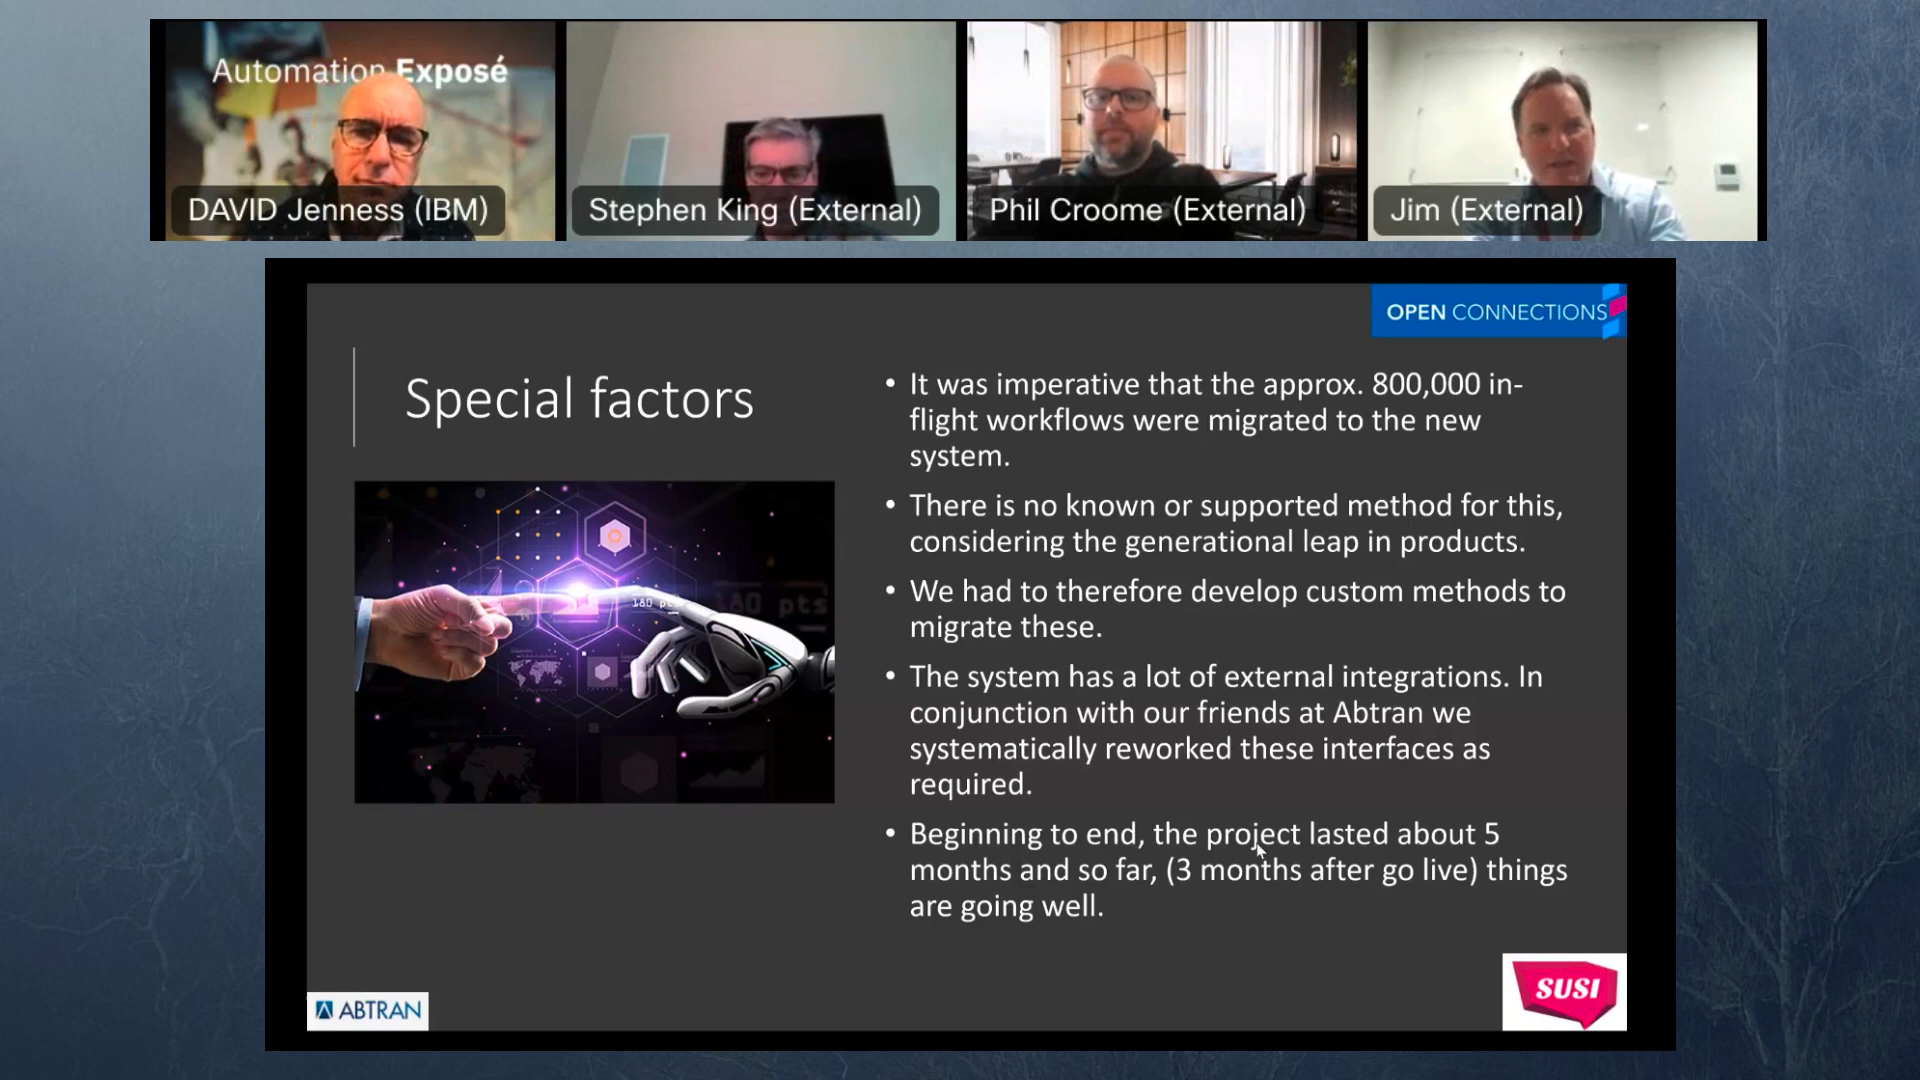 Automation Exposé
DAVID Jenness (IBM)
Stephen King (External)
Phil Croome (External)
Jim (External)
OPEN CONNECTIONS
Special factors
• It was imperative that the approx. 800,000 in-
flight workflows were migrated to the new
system.
• There is no known or supported method for this,
considering the generational leap in products.
• We had to therefore develop custom methods to
migrate these.
• The system has a lot of external integrations. In
conjunction with our friends at Abtran we
systematically reworked these interfaces as
required.
• Beginning to end, the project lasted about 5
months and so far, (3 months after go live) things
are going well.
180 pts
180 pts
ABTRAN
SUSI